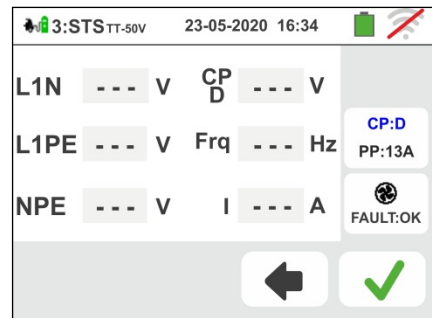 3:STS TT-50V 23-05-2020 16:34
L1N --- V CP D --- V
L1PE --- V Frq --- Hz
NPE --- V I --- A
CP:D
PP:13A
FAULT:OK